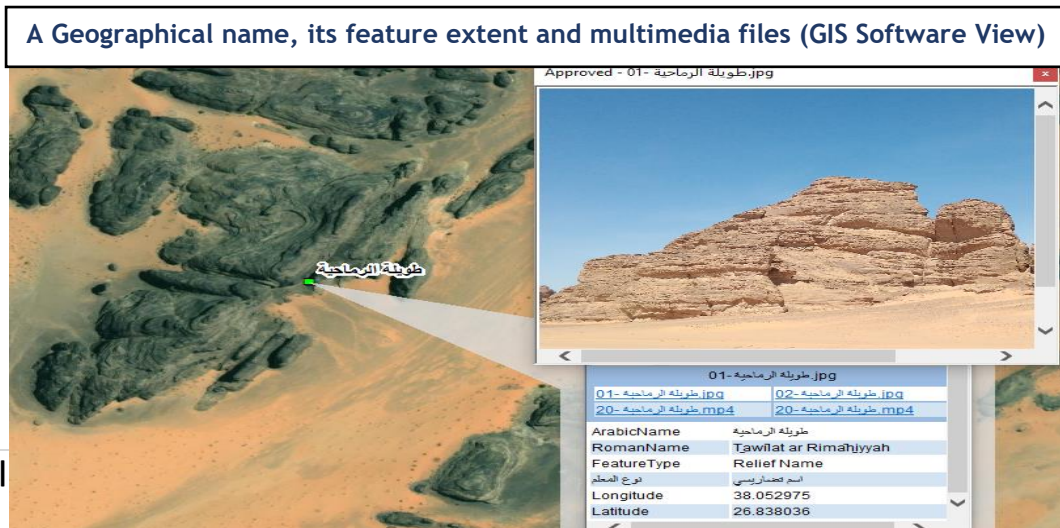 A Geographical name, its feature extent and multimedia files (GIS Software View)
Approved - 01- طويلة الرماحية.jpg
طويلة الرماحية
01- طويلة الرماحية.jpg
01- طويلة الرماحية.jpg 02- طويلة الرماحية.jpg
20- طويلة الرماحية.mp4 20- طويلة الرماحية.mp4
ArabicName طويلة الرماحية
RomanName Ţawīlat ar Rimāḩīyyah
FeatureType Relief Name
نوع المعلم اسم تضاريسي
Longitude 38.052975
Latitude 26.838036